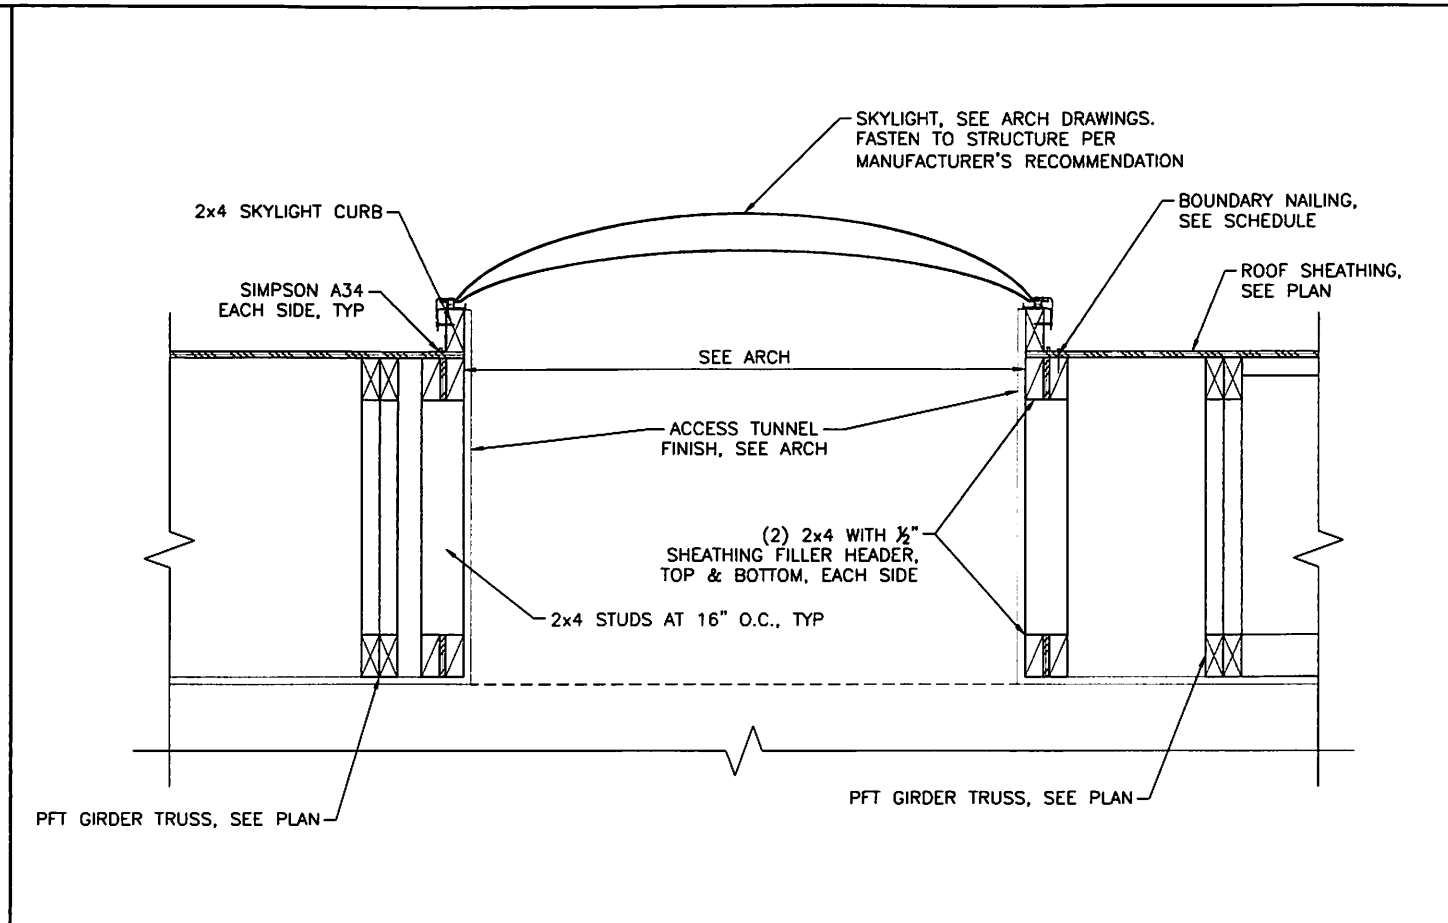 SKYLIGHT, SEE ARCH DRAWINGS.
FASTEN TO STRUCTURE PER
MANUFACTURER'S RECOMMENDATION
2x4 SKYLIGHT CURB
BOUNDARY NAILING,
SEE SCHEDULE
SIMPSON A34
EACH SIDE, TYP
ROOF SHEATHING,
SEE PLAN
SEE ARCH
ACCESS TUNNEL
FINISH, SEE ARCH
(2) 2x4 WITH ½"
SHEATHING FILLER HEADER,
TOP & BOTTOM, EACH SIDE
2x4 STUDS AT 16" O.C., TYP
PFT GIRDER TRUSS, SEE PLAN
PFT GIRDER TRUSS, SEE PLAN